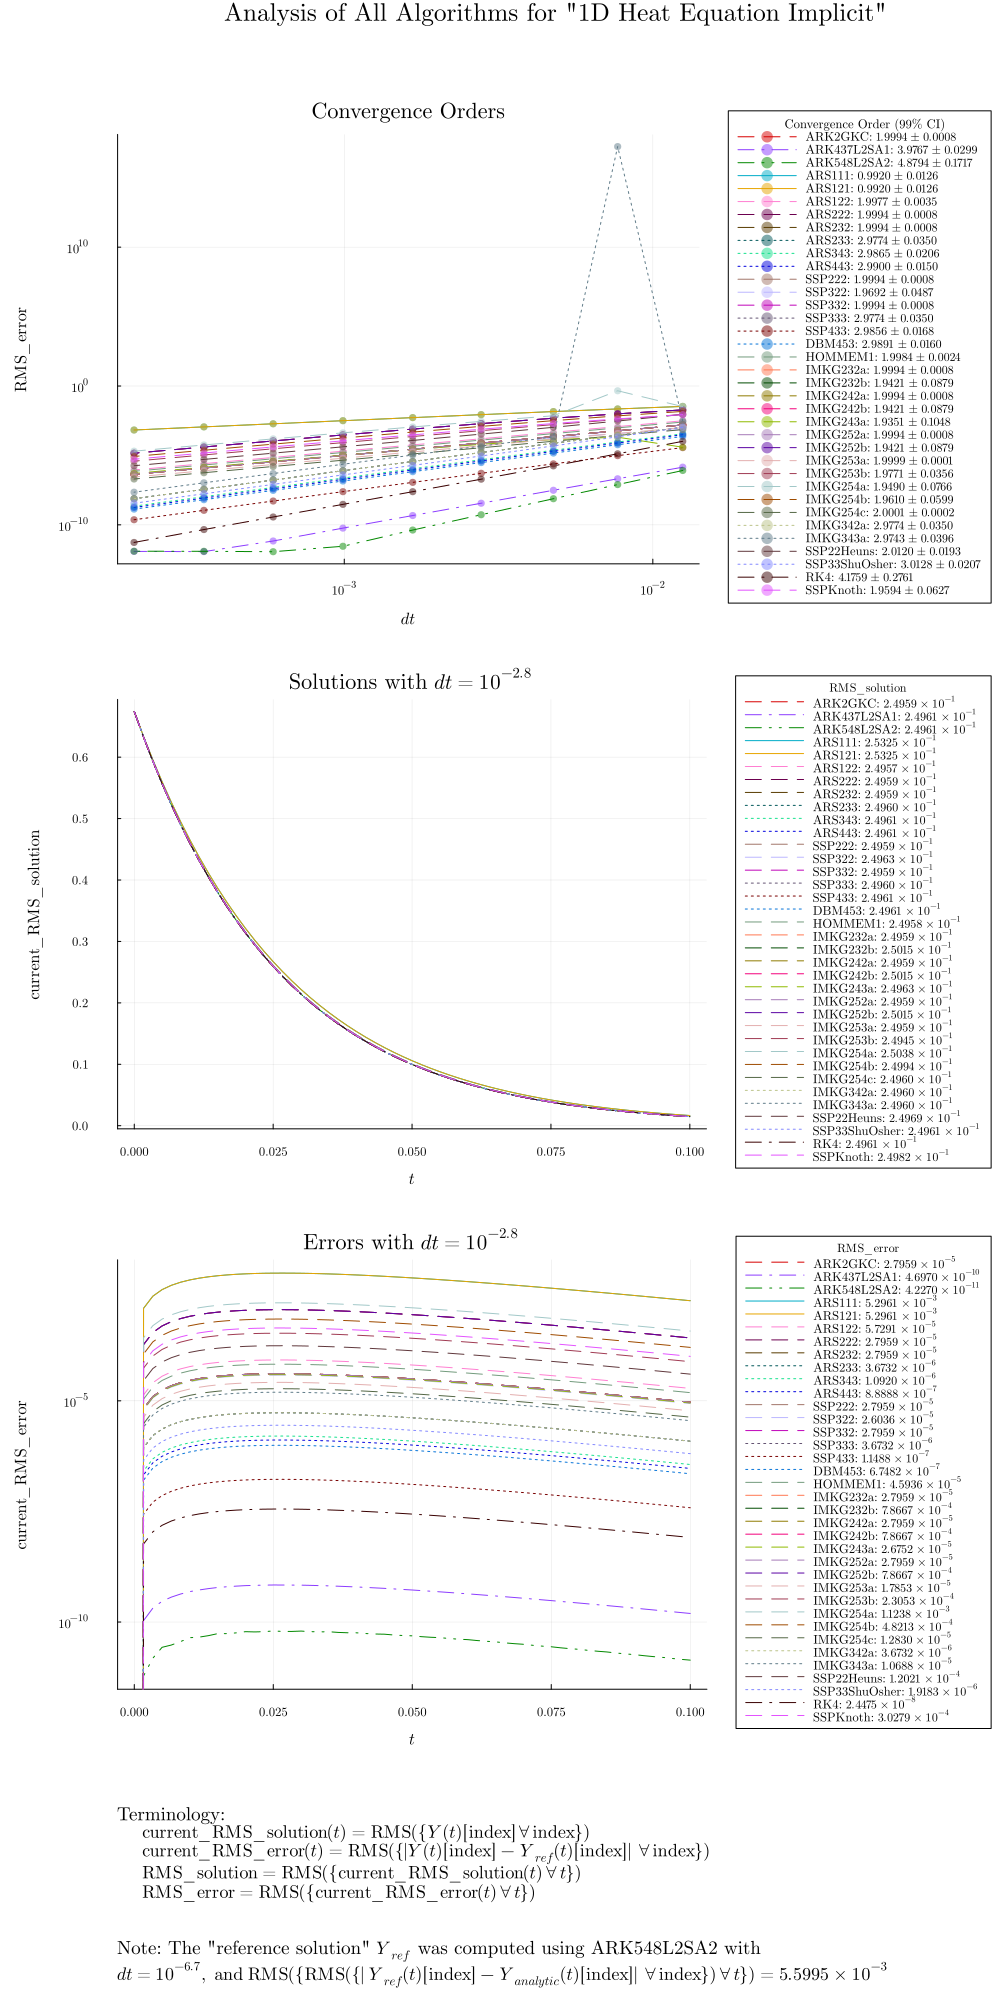 Analysis of All Algorithms for "1D Heat Equation Implicit"
Convergence Orders
RMS_error
10^10
10^0
10^−10
10^−3
10^−2
dt
Convergence Order (99% CI)
ARK2GKC: 1.9994 ± 0.0008
ARK437L2SA1: 3.9767 ± 0.0299
ARK548L2SA2: 4.8794 ± 0.1717
ARS111: 0.9920 ± 0.0126
ARS121: 0.9920 ± 0.0126
ARS122: 1.9977 ± 0.0035
ARS222: 1.9994 ± 0.0008
ARS232: 1.9994 ± 0.0008
ARS233: 2.9774 ± 0.0350
ARS343: 2.9865 ± 0.0206
ARS443: 2.9900 ± 0.0150
SSP222: 1.9994 ± 0.0008
SSP322: 1.9692 ± 0.0487
SSP332: 1.9994 ± 0.0008
SSP333: 2.9774 ± 0.0350
SSP433: 2.9856 ± 0.0168
DBM453: 2.9891 ± 0.0160
HOMMEM1: 1.9984 ± 0.0024
IMKG232a: 1.9994 ± 0.0008
IMKG232b: 1.9421 ± 0.0879
IMKG242a: 1.9994 ± 0.0008
IMKG242b: 1.9421 ± 0.0879
IMKG243a: 1.9351 ± 0.1048
IMKG252a: 1.9994 ± 0.0008
IMKG252b: 1.9421 ± 0.0879
IMKG253a: 1.9999 ± 0.0001
IMKG253b: 1.9771 ± 0.0356
IMKG254a: 1.9490 ± 0.0766
IMKG254b: 1.9610 ± 0.0599
IMKG254c: 2.0001 ± 0.0002
IMKG342a: 2.9774 ± 0.0350
IMKG343a: 2.9743 ± 0.0396
SSP22Heuns: 2.0120 ± 0.0193
SSP33ShuOsher: 3.0128 ± 0.0207
RK4: 4.1759 ± 0.2761
SSPKnoth: 1.9594 ± 0.0627
Solutions with dt = 10^−2.8
current_RMS_solution
0.6
0.5
0.4
0.3
0.2
0.1
0.0
0.000
0.025
0.050
0.075
0.100
t
RMS_solution
ARK2GKC: 2.4959 × 10^−1
ARK437L2SA1: 2.4961 × 10^−1
ARK548L2SA2: 2.4961 × 10^−1
ARS111: 2.5325 × 10^−1
ARS121: 2.5325 × 10^−1
ARS122: 2.4957 × 10^−1
ARS222: 2.4959 × 10^−1
ARS232: 2.4959 × 10^−1
ARS233: 2.4960 × 10^−1
ARS343: 2.4961 × 10^−1
ARS443: 2.4961 × 10^−1
SSP222: 2.4959 × 10^−1
SSP322: 2.4963 × 10^−1
SSP332: 2.4959 × 10^−1
SSP333: 2.4960 × 10^−1
SSP433: 2.4961 × 10^−1
DBM453: 2.4961 × 10^−1
HOMMEM1: 2.4958 × 10^−1
IMKG232a: 2.4959 × 10^−1
IMKG232b: 2.5015 × 10^−1
IMKG242a: 2.4959 × 10^−1
IMKG242b: 2.5015 × 10^−1
IMKG243a: 2.4963 × 10^−1
IMKG252a: 2.4959 × 10^−1
IMKG252b: 2.5015 × 10^−1
IMKG253a: 2.4959 × 10^−1
IMKG253b: 2.4945 × 10^−1
IMKG254a: 2.5038 × 10^−1
IMKG254b: 2.4994 × 10^−1
IMKG254c: 2.4960 × 10^−1
IMKG342a: 2.4960 × 10^−1
IMKG343a: 2.4960 × 10^−1
SSP22Heuns: 2.4969 × 10^−1
SSP33ShuOsher: 2.4961 × 10^−1
RK4: 2.4961 × 10^−1
SSPKnoth: 2.4982 × 10^−1
Errors with dt = 10^−2.8
current_RMS_error
10^−5
10^−10
0.000
0.025
0.050
0.075
0.100
t
RMS_error
ARK2GKC: 2.7959 × 10^−5
ARK437L2SA1: 4.6970 × 10^−10
ARK548L2SA2: 4.2270 × 10^−11
ARS111: 5.2961 × 10^−3
ARS121: 5.2961 × 10^−3
ARS122: 5.7291 × 10^−5
ARS222: 2.7959 × 10^−5
ARS232: 2.7959 × 10^−5
ARS233: 3.6732 × 10^−6
ARS343: 1.0920 × 10^−6
ARS443: 8.8888 × 10^−7
SSP222: 2.7959 × 10^−5
SSP322: 2.6036 × 10^−5
SSP332: 2.7959 × 10^−5
SSP333: 3.6732 × 10^−6
SSP433: 1.1488 × 10^−7
DBM453: 6.7482 × 10^−7
HOMMEM1: 4.5936 × 10^−5
IMKG232a: 2.7959 × 10^−5
IMKG232b: 7.8667 × 10^−4
IMKG242a: 2.7959 × 10^−5
IMKG242b: 7.8667 × 10^−4
IMKG243a: 2.6752 × 10^−5
IMKG252a: 2.7959 × 10^−5
IMKG252b: 7.8667 × 10^−4
IMKG253a: 1.7853 × 10^−5
IMKG253b: 2.3053 × 10^−4
IMKG254a: 1.1238 × 10^−3
IMKG254b: 4.8213 × 10^−4
IMKG254c: 1.2830 × 10^−5
IMKG342a: 3.6732 × 10^−6
IMKG343a: 1.0688 × 10^−5
SSP22Heuns: 1.2021 × 10^−4
SSP33ShuOsher: 1.9183 × 10^−6
RK4: 2.4475 × 10^−8
SSPKnoth: 3.0279 × 10^−4
Terminology:
current_RMS_solution(t) = RMS({Y(t)[index] ∀ index})
current_RMS_error(t) = RMS({|Y(t)[index] − Y_ref(t)[index]| ∀ index})
RMS_solution = RMS({current_RMS_solution(t) ∀ t})
RMS_error = RMS({current_RMS_error(t) ∀ t})
Note: The "reference solution" Y_ref was computed using ARK548L2SA2 with
dt = 10^−6.7, and RMS({RMS({|Y_ref(t)[index] − Y_analytic(t)[index]| ∀ index}) ∀ t}) = 5.5995 × 10^−3